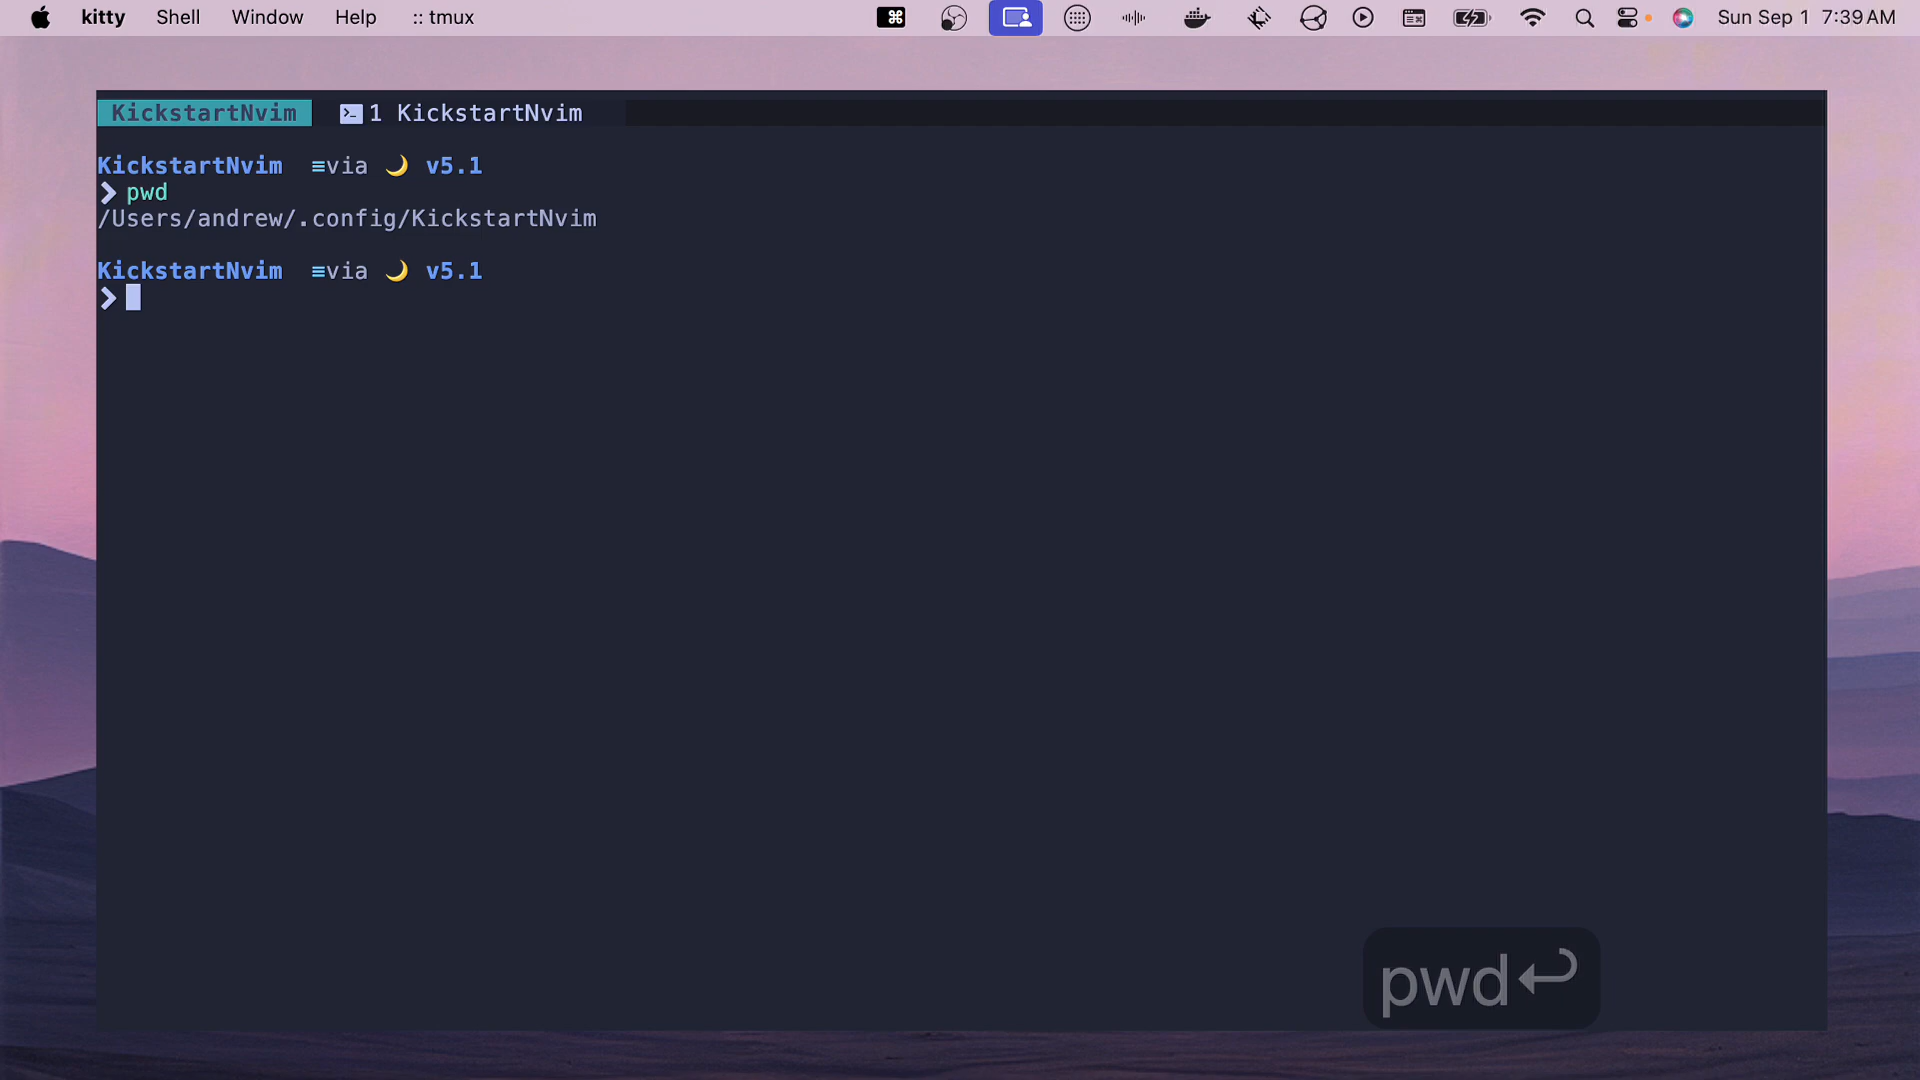 kitty Shell Window Help :: tmux Sun Sep 1 7:39 AM
KickstartNvim 1 KickstartNvim
KickstartNvim ≡via 🌙 v5.1
❯ pwd
/Users/andrew/.config/KickstartNvim
KickstartNvim ≡via 🌙 v5.1
❯
pwd↩